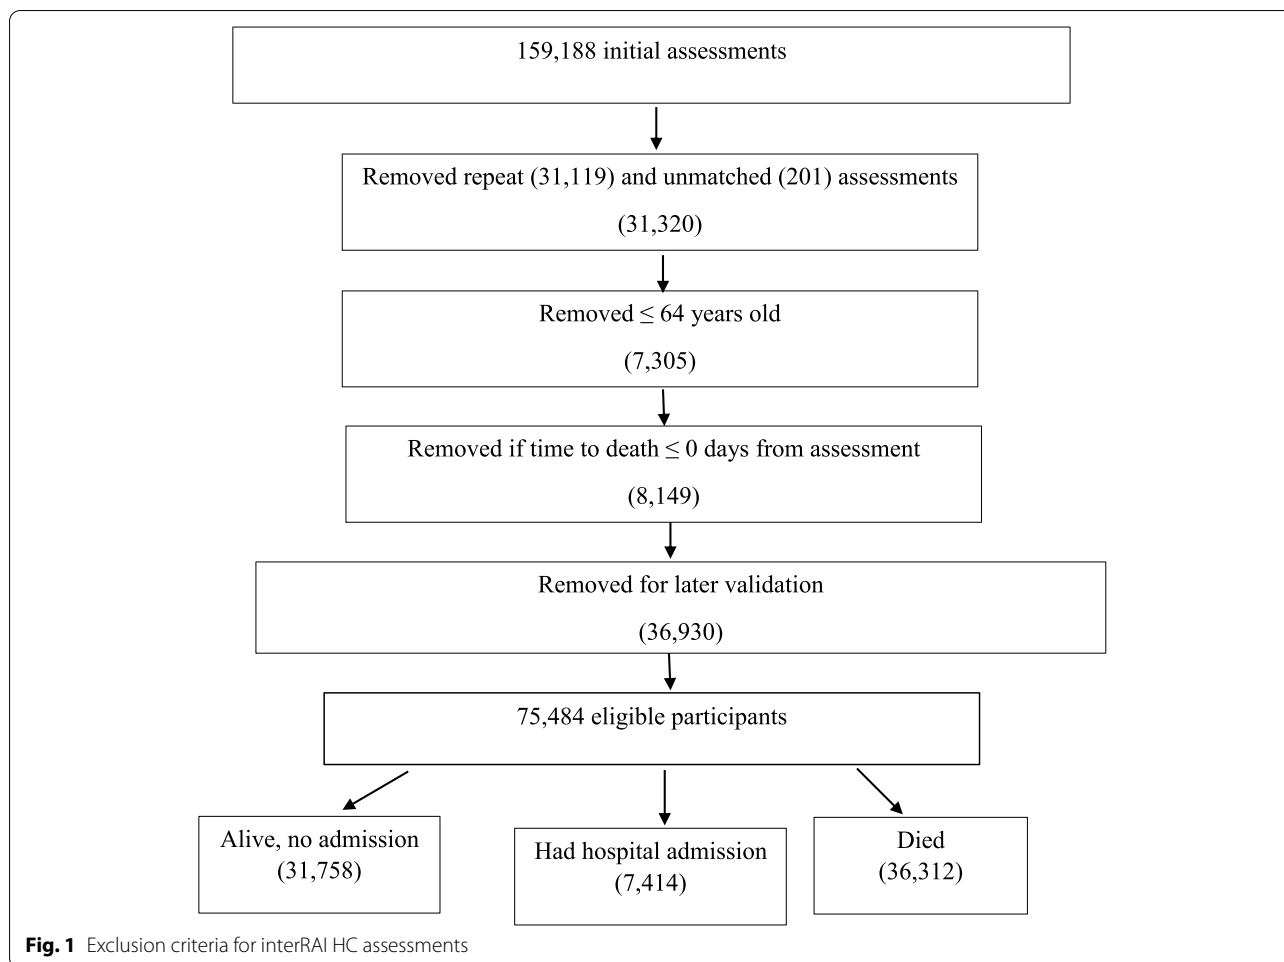 159,188 initial assessments
Removed repeat (31,119) and unmatched (201) assessments
(31,320)
Removed ≤ 64 years old
(7,305)
Removed if time to death ≤ 0 days from assessment
(8,149)
Removed for later validation
(36,930)
75,484 eligible participants
Alive, no admission
(31,758)
Had hospital admission
(7,414)
Died
(36,312)
Fig. 1 Exclusion criteria for interRAI HC assessments